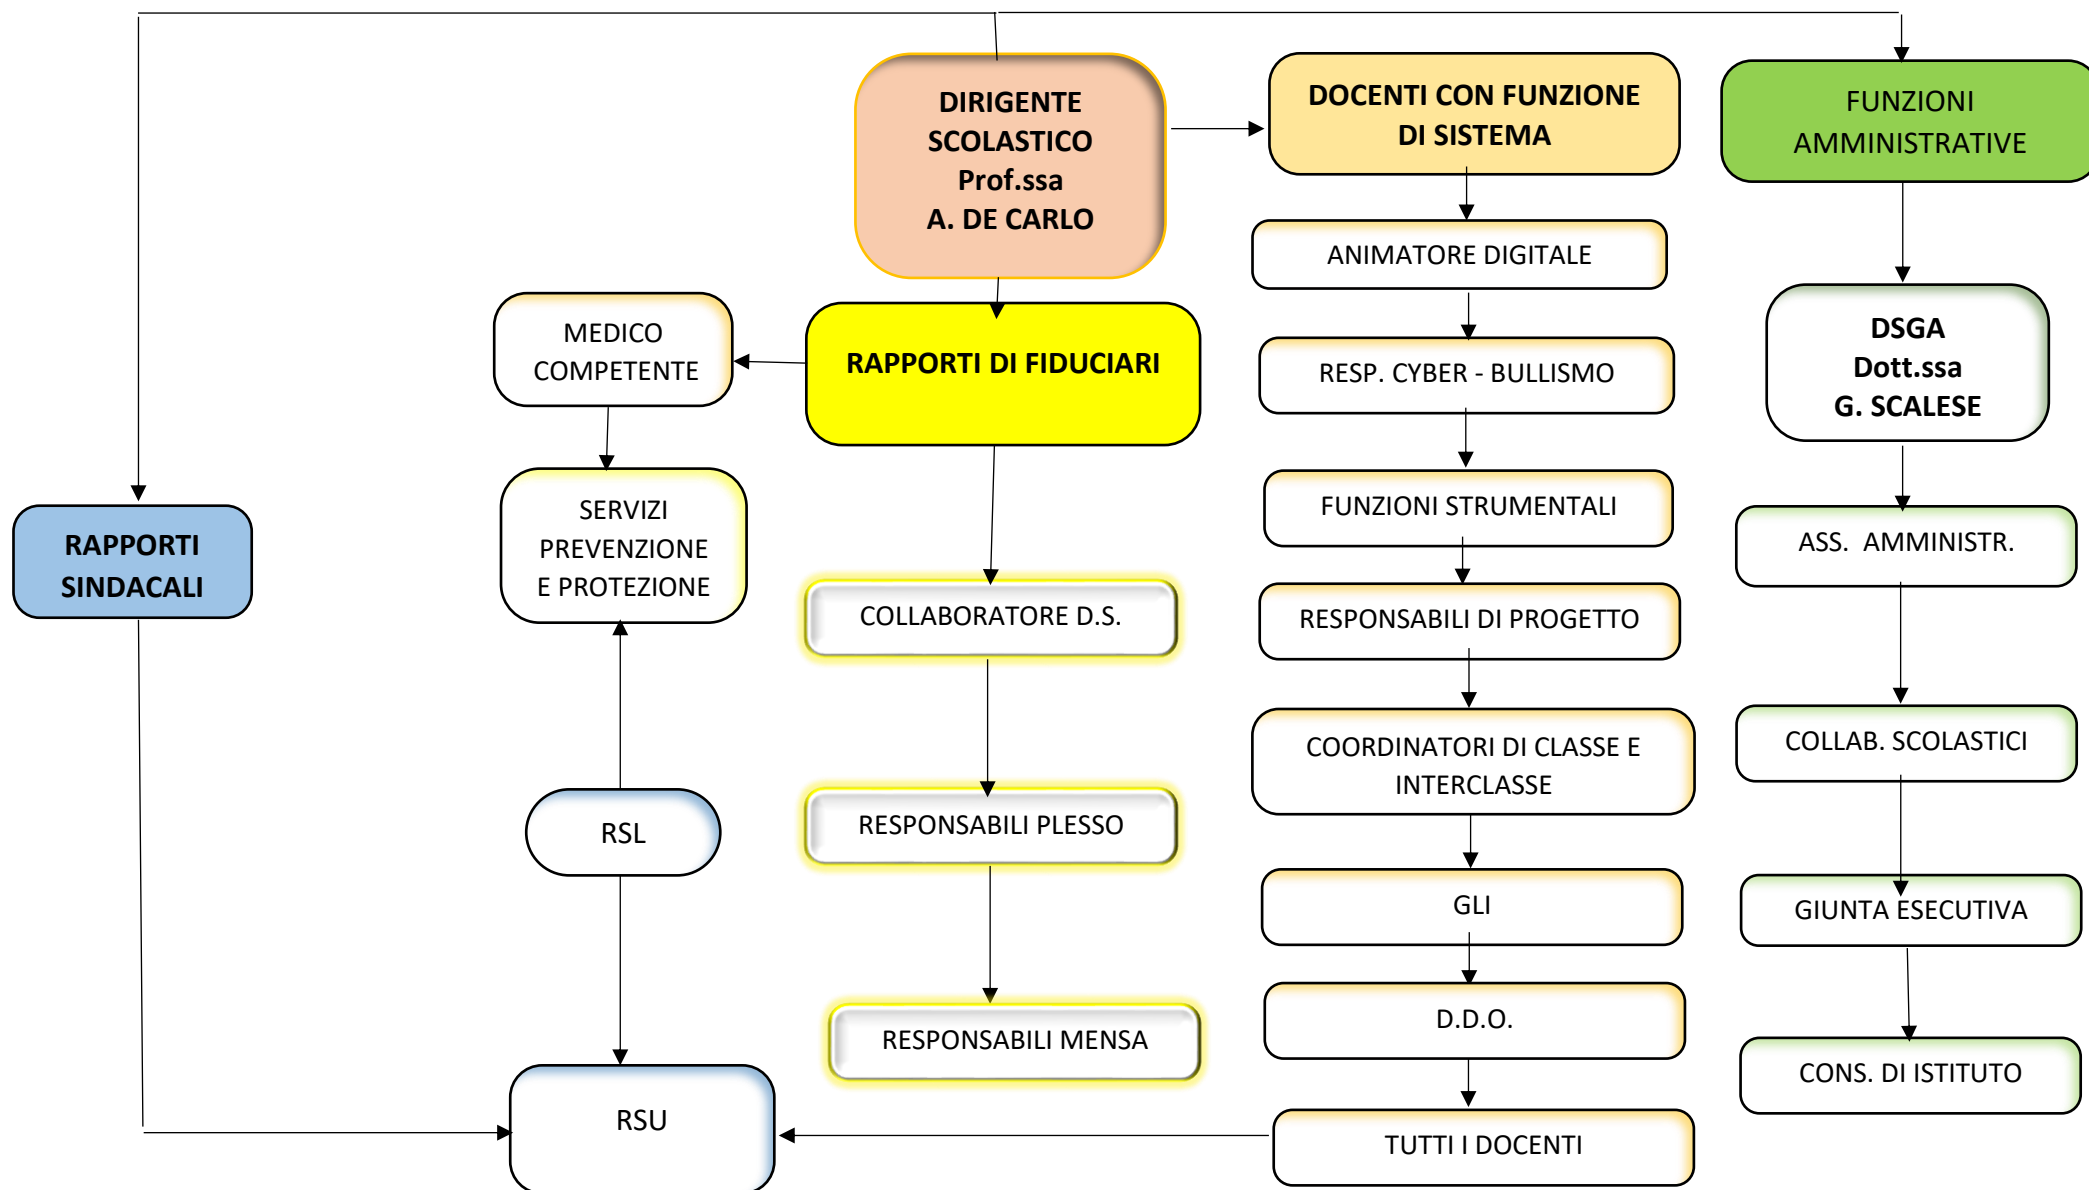 DIRIGENTE
SCOLASTICO
Prof.ssa
A. DE CARLO
DOCENTI CON FUNZIONE
DI SISTEMA
FUNZIONI
AMMINISTRATIVE
ANIMATORE DIGITALE
MEDICO
COMPETENTE
RAPPORTI DI FIDUCIARI
RESP. CYBER - BULLISMO
DSGA
Dott.ssa
G. SCALESE
RAPPORTI
SINDACALI
SERVIZI
PREVENZIONE
E PROTEZIONE
FUNZIONI STRUMENTALI
ASS. AMMINISTR.
COLLABORATORE D.S.
RESPONSABILI DI PROGETTO
COORDINATORI DI CLASSE E
INTERCLASSE
COLLAB. SCOLASTICI
RSL
RESPONSABILI PLESSO
GLI
GIUNTA ESECUTIVA
RESPONSABILI MENSA
D.D.O.
CONS. DI ISTITUTO
RSU
TUTTI I DOCENTI